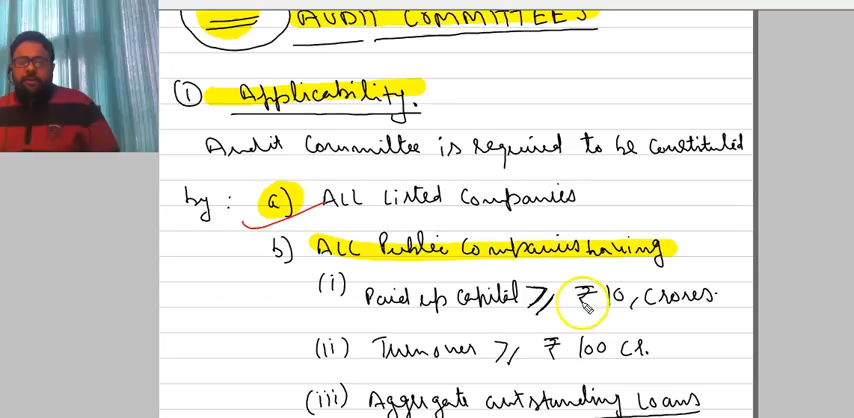 AUDIT COMMITTEES
① Applicability.
Audit Committee is required to be constituted
by : a) ALL Listed Companies
b) ALL Public Companies having
(i) Paid up capital ≥ ₹ 10, Crores.
(ii) Turnover ≥ ₹ 100 Cr.
(iii) Aggregate outstanding loans